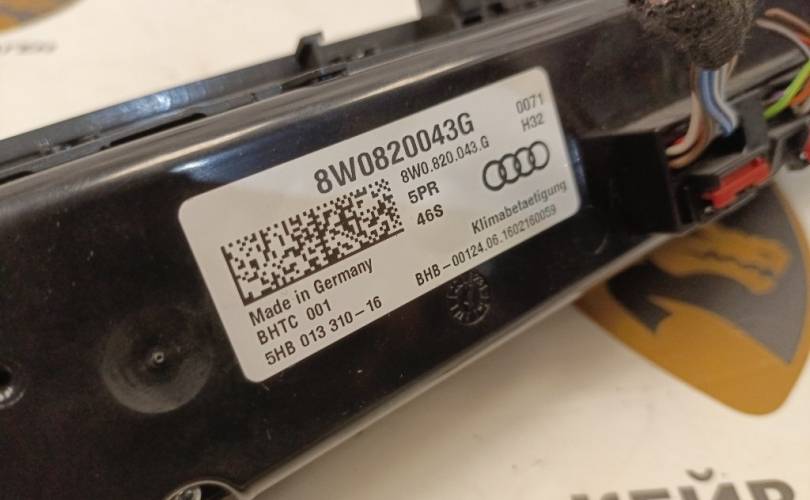 8W0820043G
0071
8W0.820.043.G
H32
5PR
46S
Klimabetaetigung
Made in Germany
BHTC 001
BHB-00124.06.1602160059
5HB 013 310-16